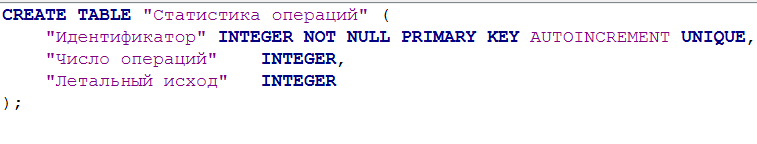 CREATE TABLE "Статистика операций" (
    "Идентификатор" INTEGER NOT NULL PRIMARY KEY AUTOINCREMENT UNIQUE,
    "Число операций"    INTEGER,
    "Летальный исход"   INTEGER
);